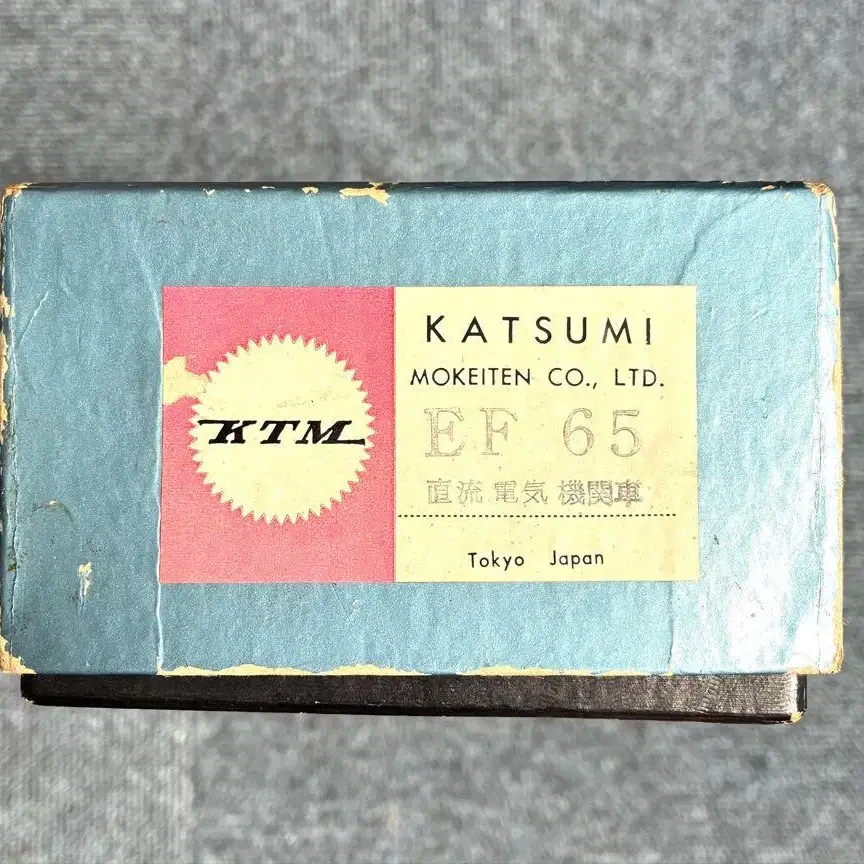 KTM
KATSUMI
MOKEITEN CO., LTD.
EF 65
直流電気機関車
Tokyo Japan